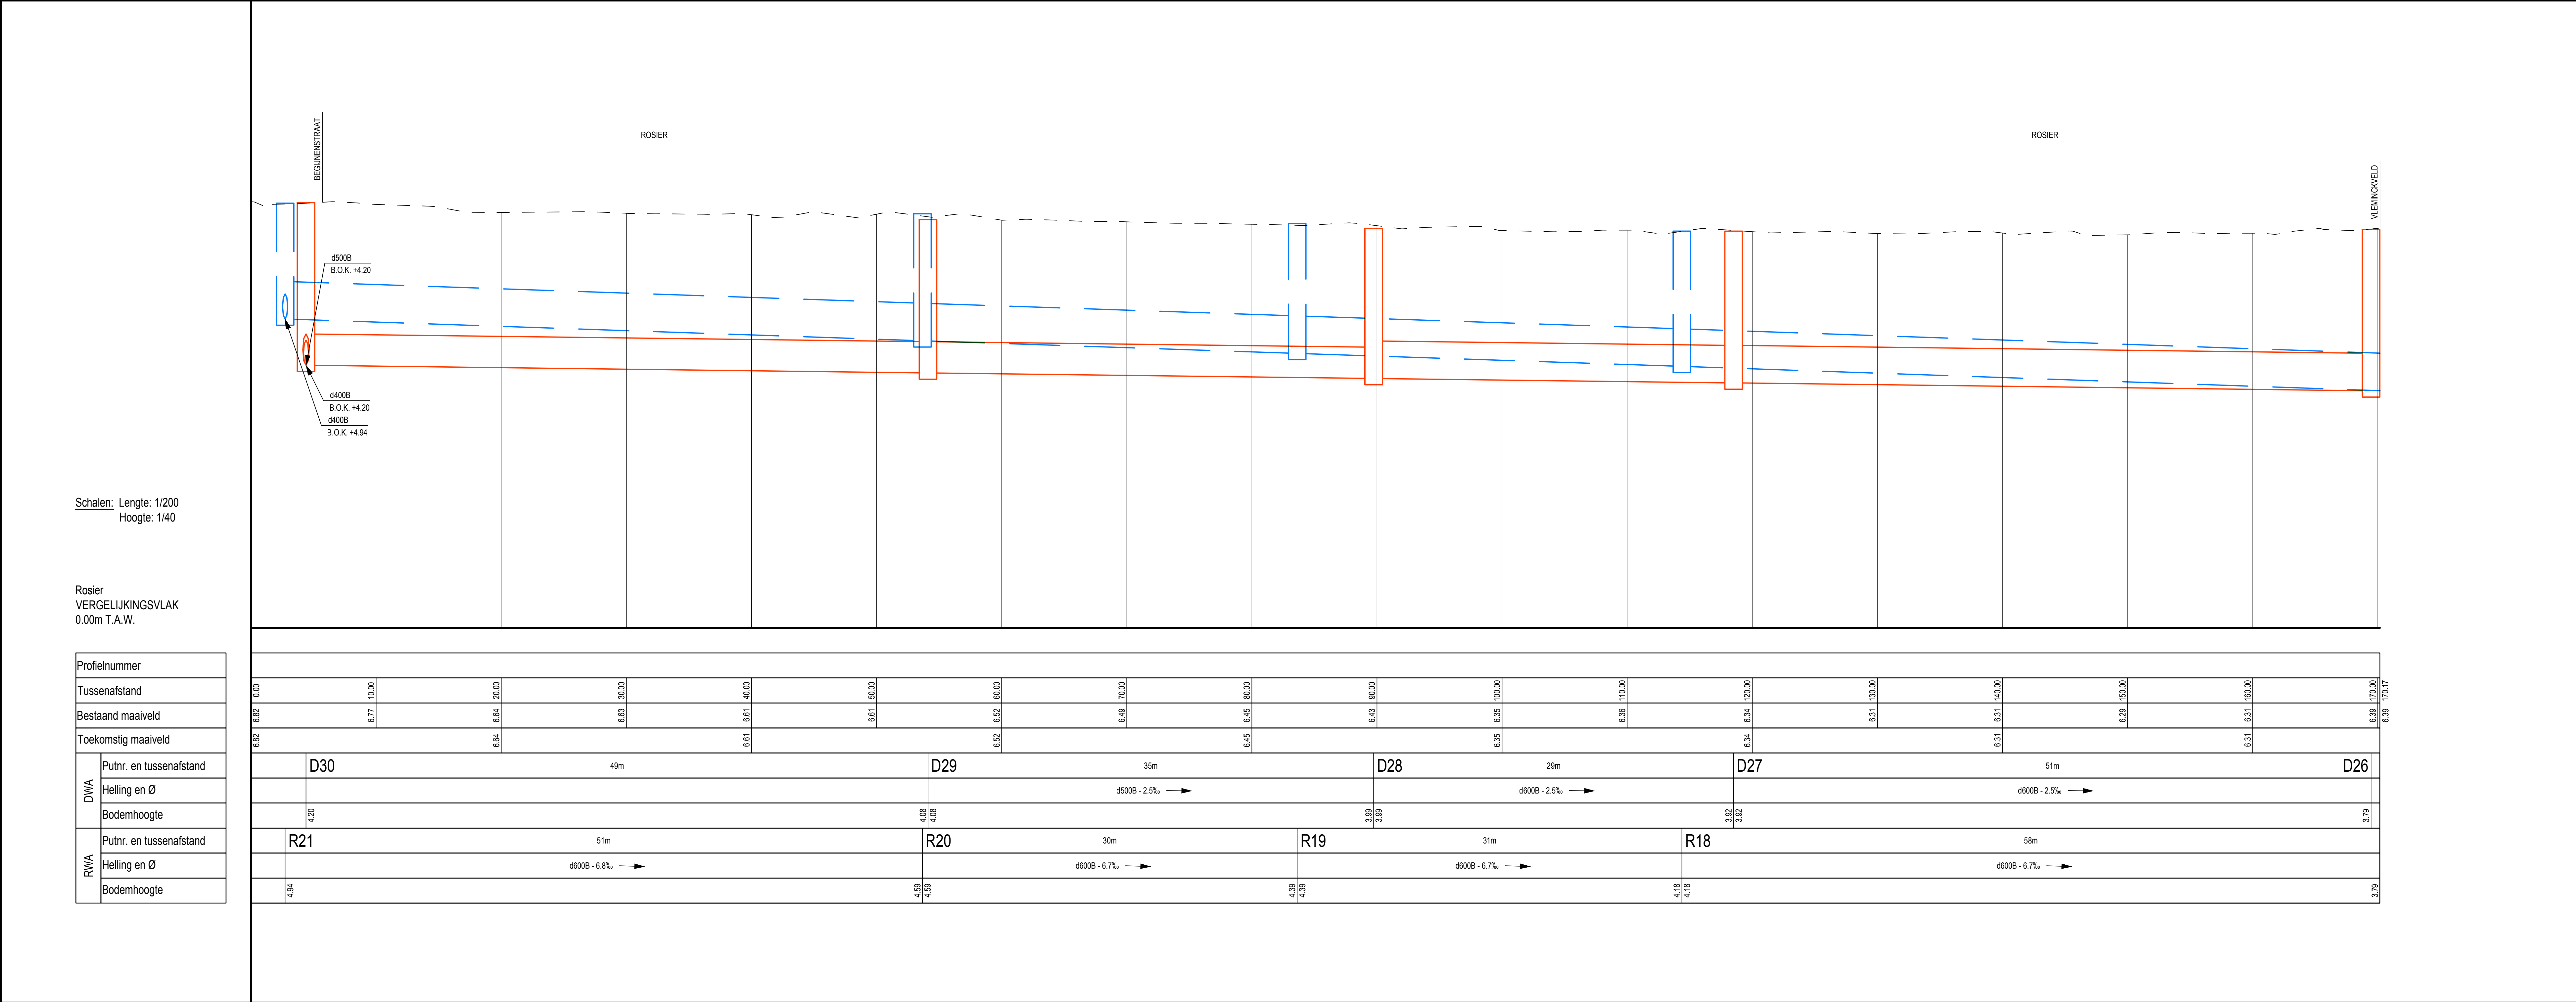 BEGIJNENSTRAAT
ROSIER
ROSIER
VLEMINCKVELD
d500B
B.O.K. +4.20
d400B
B.O.K. +4.20
d400B
B.O.K. +4.94
Schalen: Lengte: 1/200
Hoogte: 1/40
Rosier
VERGELIJKINGSVLAK
0.00m T.A.W.
Profielnummer
Tussenafstand 0.00 10.00 20.00 30.00 40.00 50.00 60.00 70.00 80.00 90.00 100.00 110.00 120.00 130.00 140.00 150.00 160.00 170.00 170.17
Bestaand maaiveld 6.82 6.77 6.64 6.63 6.61 6.61 6.52 6.49 6.45 6.43 6.35 6.36 6.34 6.31 6.31 6.29 6.31 6.39 6.39
Toekomstig maaiveld 6.82 6.64 6.61 6.52 6.45 6.35 6.34 6.31 6.31
DWA
Putnr. en tussenafstand D30 49m D29 35m D28 29m D27 51m D26
Helling en Ø d500B - 2.5‰ d600B - 2.5‰ d600B - 2.5‰
Bodemhoogte 4.20 4.08 4.08 3.99 3.99 3.92 3.92 3.79
RWA
Putnr. en tussenafstand R21 51m R20 30m R19 31m R18 58m
Helling en Ø d600B - 6.8‰ d600B - 6.7‰ d600B - 6.7‰ d600B - 6.7‰
Bodemhoogte 4.94 4.59 4.59 4.39 4.39 4.18 4.18 3.79